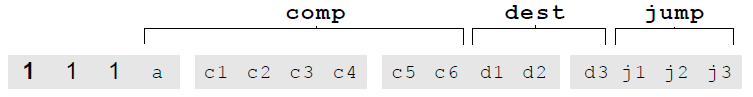 comp dest jump
1 1 1 a c1 c2 c3 c4 c5 c6 d1 d2 d3 j1 j2 j3